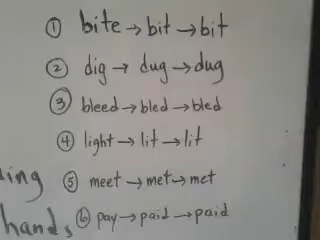 ① bite → bit → bit
② dig → dug → dug
③ bleed → bled → bled
④ light → lit → lit
⑤ meet → met → met
hands
⑥ pay → paid → paid